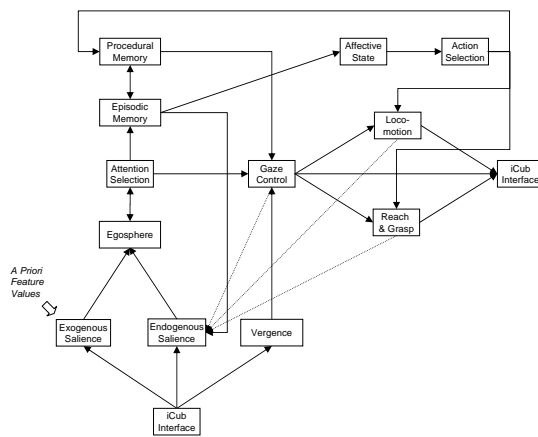 Procedural
Memory
Affective
State
Action
Selection
Episodic
Memory
Loco-
motion
Attention
Selection
Gaze
Control
iCub
Interface
Reach
& Grasp
Egosphere
A Priori
Feature
Values
Exogenous
Salience
Endogenous
Salience
Vergence
iCub
Interface